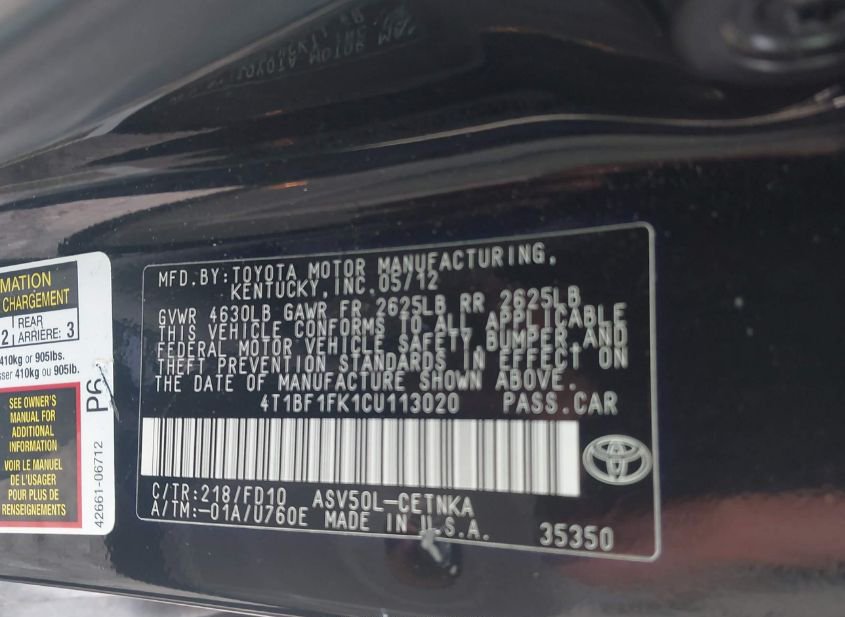 MATION
CHARGEMENT
2 REAR ARRIÈRE: 3
410kg or 905lbs.
sser 410kg ou 905lb.
SEE OWNER'S
MANUAL FOR
ADDITIONAL
INFORMATION
VOIR LE MANUEL
DE L'USAGER
POUR PLUS DE
RENSEIGNEMENTS
P6
42661-06712
MFD.BY:TOYOTA MOTOR MANUFACTURING,
KENTUCKY, INC.05/12
GVWR 4630LB GAWR FR 2625LB RR 2625LB
THIS VEHICLE CONFORMS TO ALL APPLICABLE
FEDERAL MOTOR VEHICLE SAFETY,BUMPER,AND
THEFT PREVENTION STANDARDS IN EFFECT ON
THE DATE OF MANUFACTURE SHOWN ABOVE.
4T1BF1FK1CU113020 PASS.CAR
C/TR:218/FD10 ASV50L-CETNKA
A/TM:-01A/U760E MADE IN U.S.A.
35350